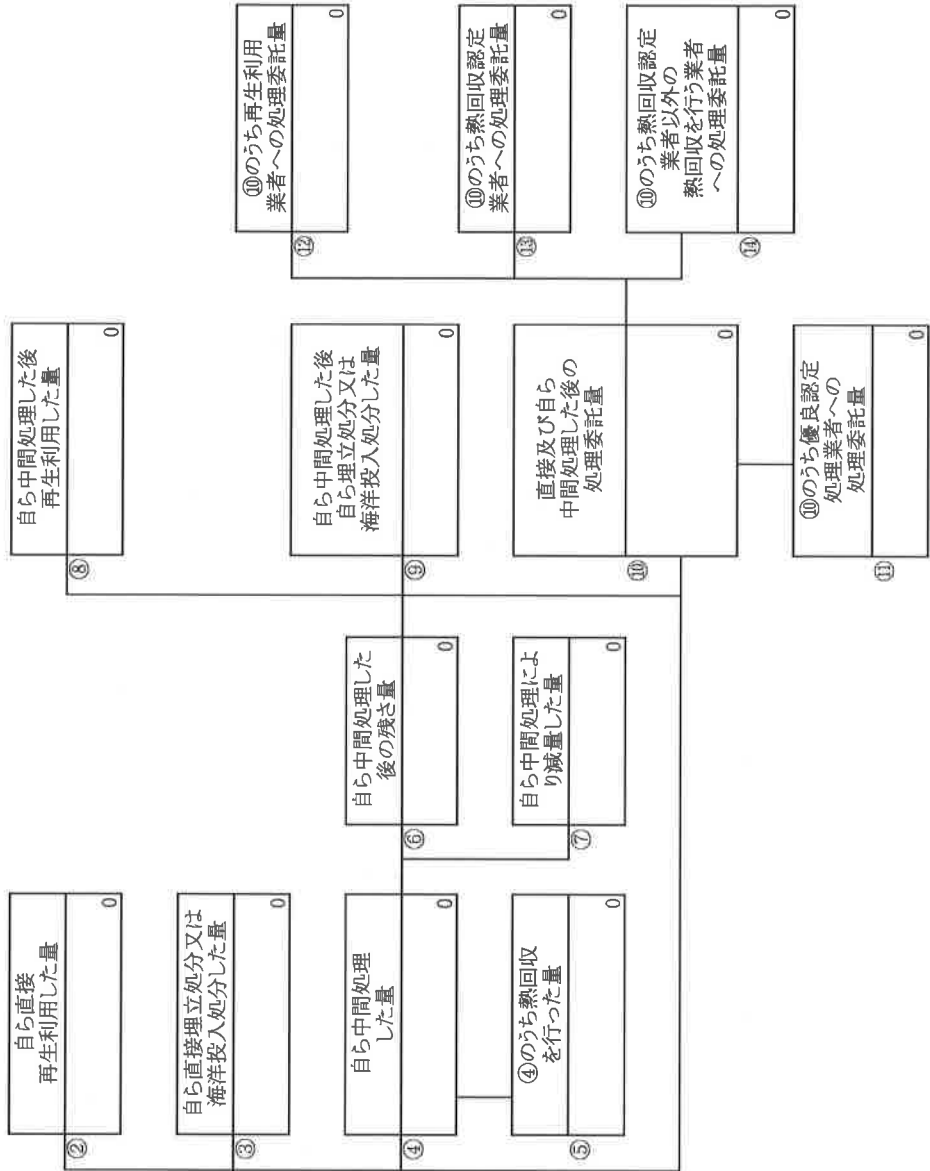 ②
自ら直接
再生利用した量
0
③
自ら直接埋立処分又は
海洋投入処分した量
0
④
自ら中間処理
した量
0
⑤
④のうち熱回収
を行った量
0
⑥
自ら中間処理した
後の残さ量
0
⑦
自ら中間処理によ
り減量した量
0
⑧
自ら中間処理した後
再生利用した量
0
⑨
自ら中間処理した後
自ら埋立処分又は
海洋投入処分した量
0
⑩
直接及び自ら
中間処理した後の
処理委託量
0
⑪
⑩のうち優良認定
処理業者への
処理委託量
0
⑫
⑩のうち再生利用
業者への処理委託量
0
⑬
⑩のうち熱回収認定
業者への処理委託量
0
⑭
⑩のうち熱回収認定
業者以外の
熱回収を行う業者
への処理委託量
0